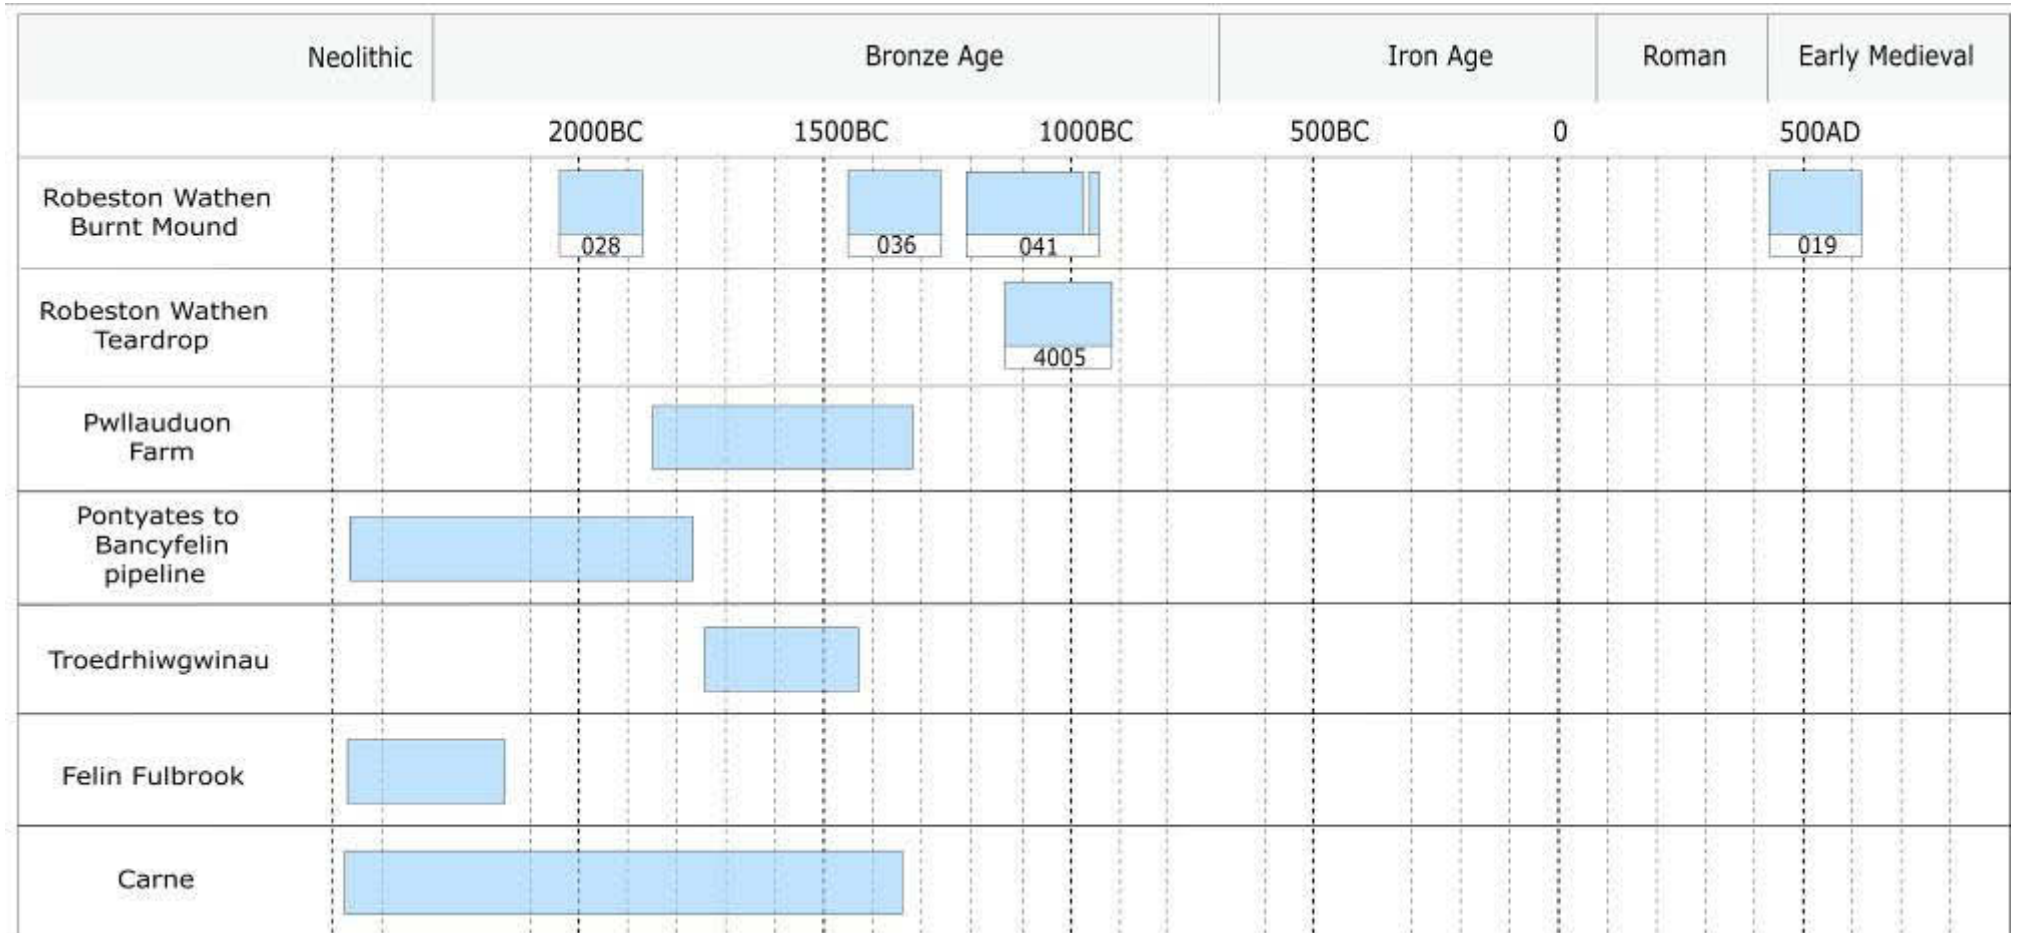 Neolithic Bronze Age Iron Age Roman Early Medieval
2000BC 1500BC 1000BC 500BC 0 500AD
Robeston Wathen
Burnt Mound
028 036 041 019
Robeston Wathen
Teardrop
4005
Pwllauduon
Farm
Pontyates to
Bancyfelin
pipeline
Troedrhiwgwinau
Felin Fulbrook
Carne